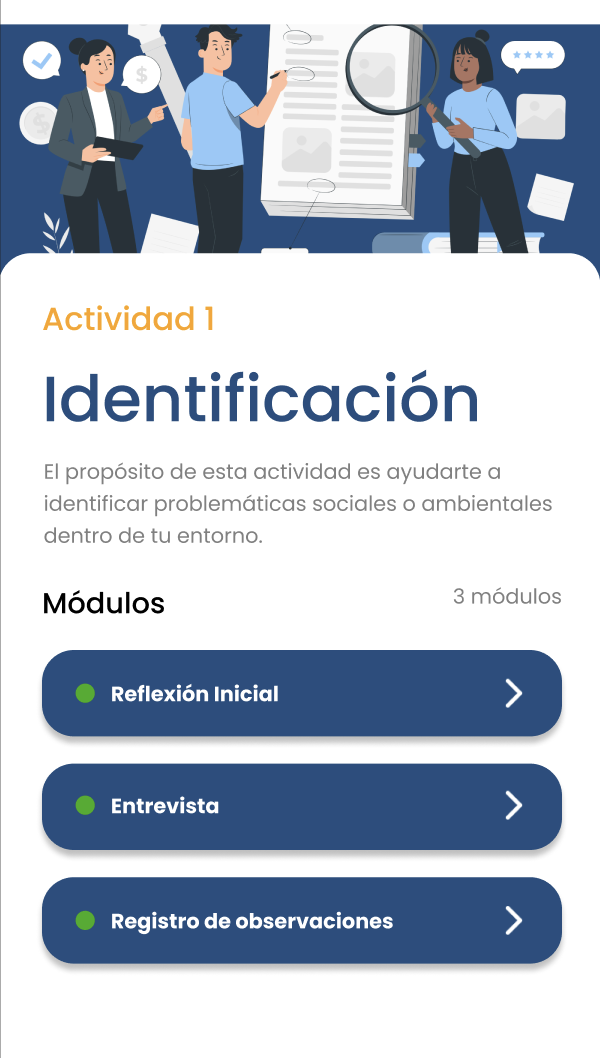 Actividad 1
Identificación
El propósito de esta actividad es ayudarte a
identificar problemáticas sociales o ambientales
dentro de tu entorno.
Módulos
3 módulos
Reflexión Inicial
Entrevista
Registro de observaciones